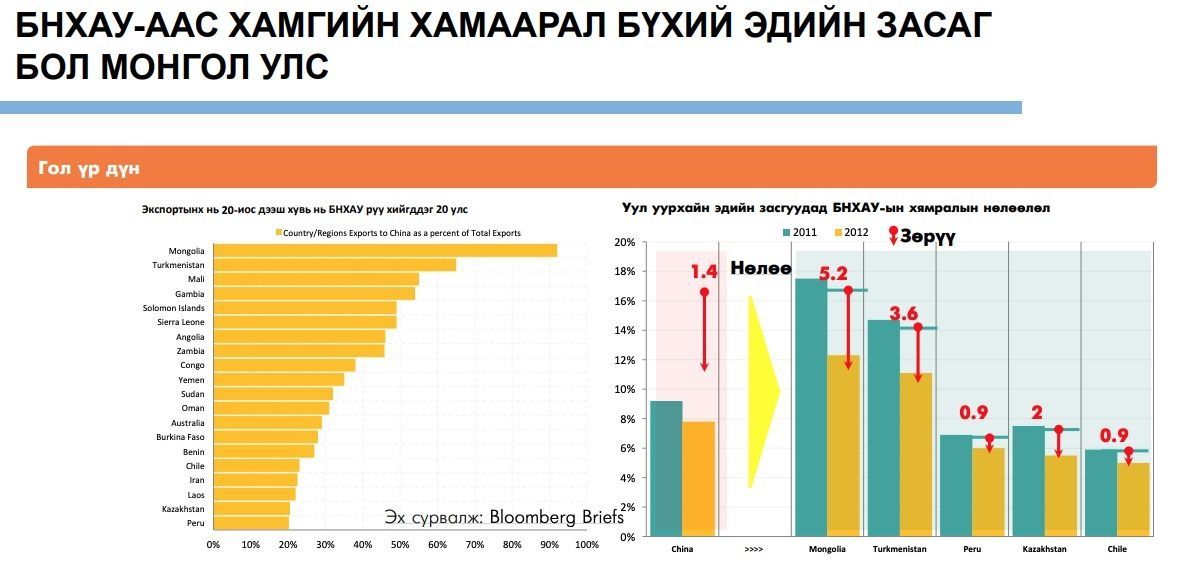 БНХАУ-ААС ХАМГИЙН ХАМААРАЛ БҮХИЙ ЭДИЙН ЗАСАГ
БОЛ МОНГОЛ УЛС
Гол үр дүн
Экспортынх нь 20-иос дээш хувь нь БНХАУ руу хийгддэг 20 улс
Country/Regions Exports to China as a percent of Total Exports
Mongolia
Turkmenistan
Mali
Gambia
Solomon Islands
Sierra Leone
Angolia
Zambia
Congo
Yemen
Sudan
Oman
Australia
Burkina Faso
Benin
Chile
Iran
Laos
Kazakhstan
Peru
0% 10% 20% 30% 40% 50% 60% 70% 80% 90% 100%
Эх сурвалж: Bloomberg Briefs
Уул уурхайн эдийн засгуудад БНХАУ-ын хямралын нөлөөлөл
2011 2012 Зөрүү
20%
18%
16%
14%
12%
10%
8%
6%
4%
2%
0%
1.4 Нөлөө 5.2
3.6
0.9 2 0.9
China >>>> Mongolia Turkmenistan Peru Kazakhstan Chile